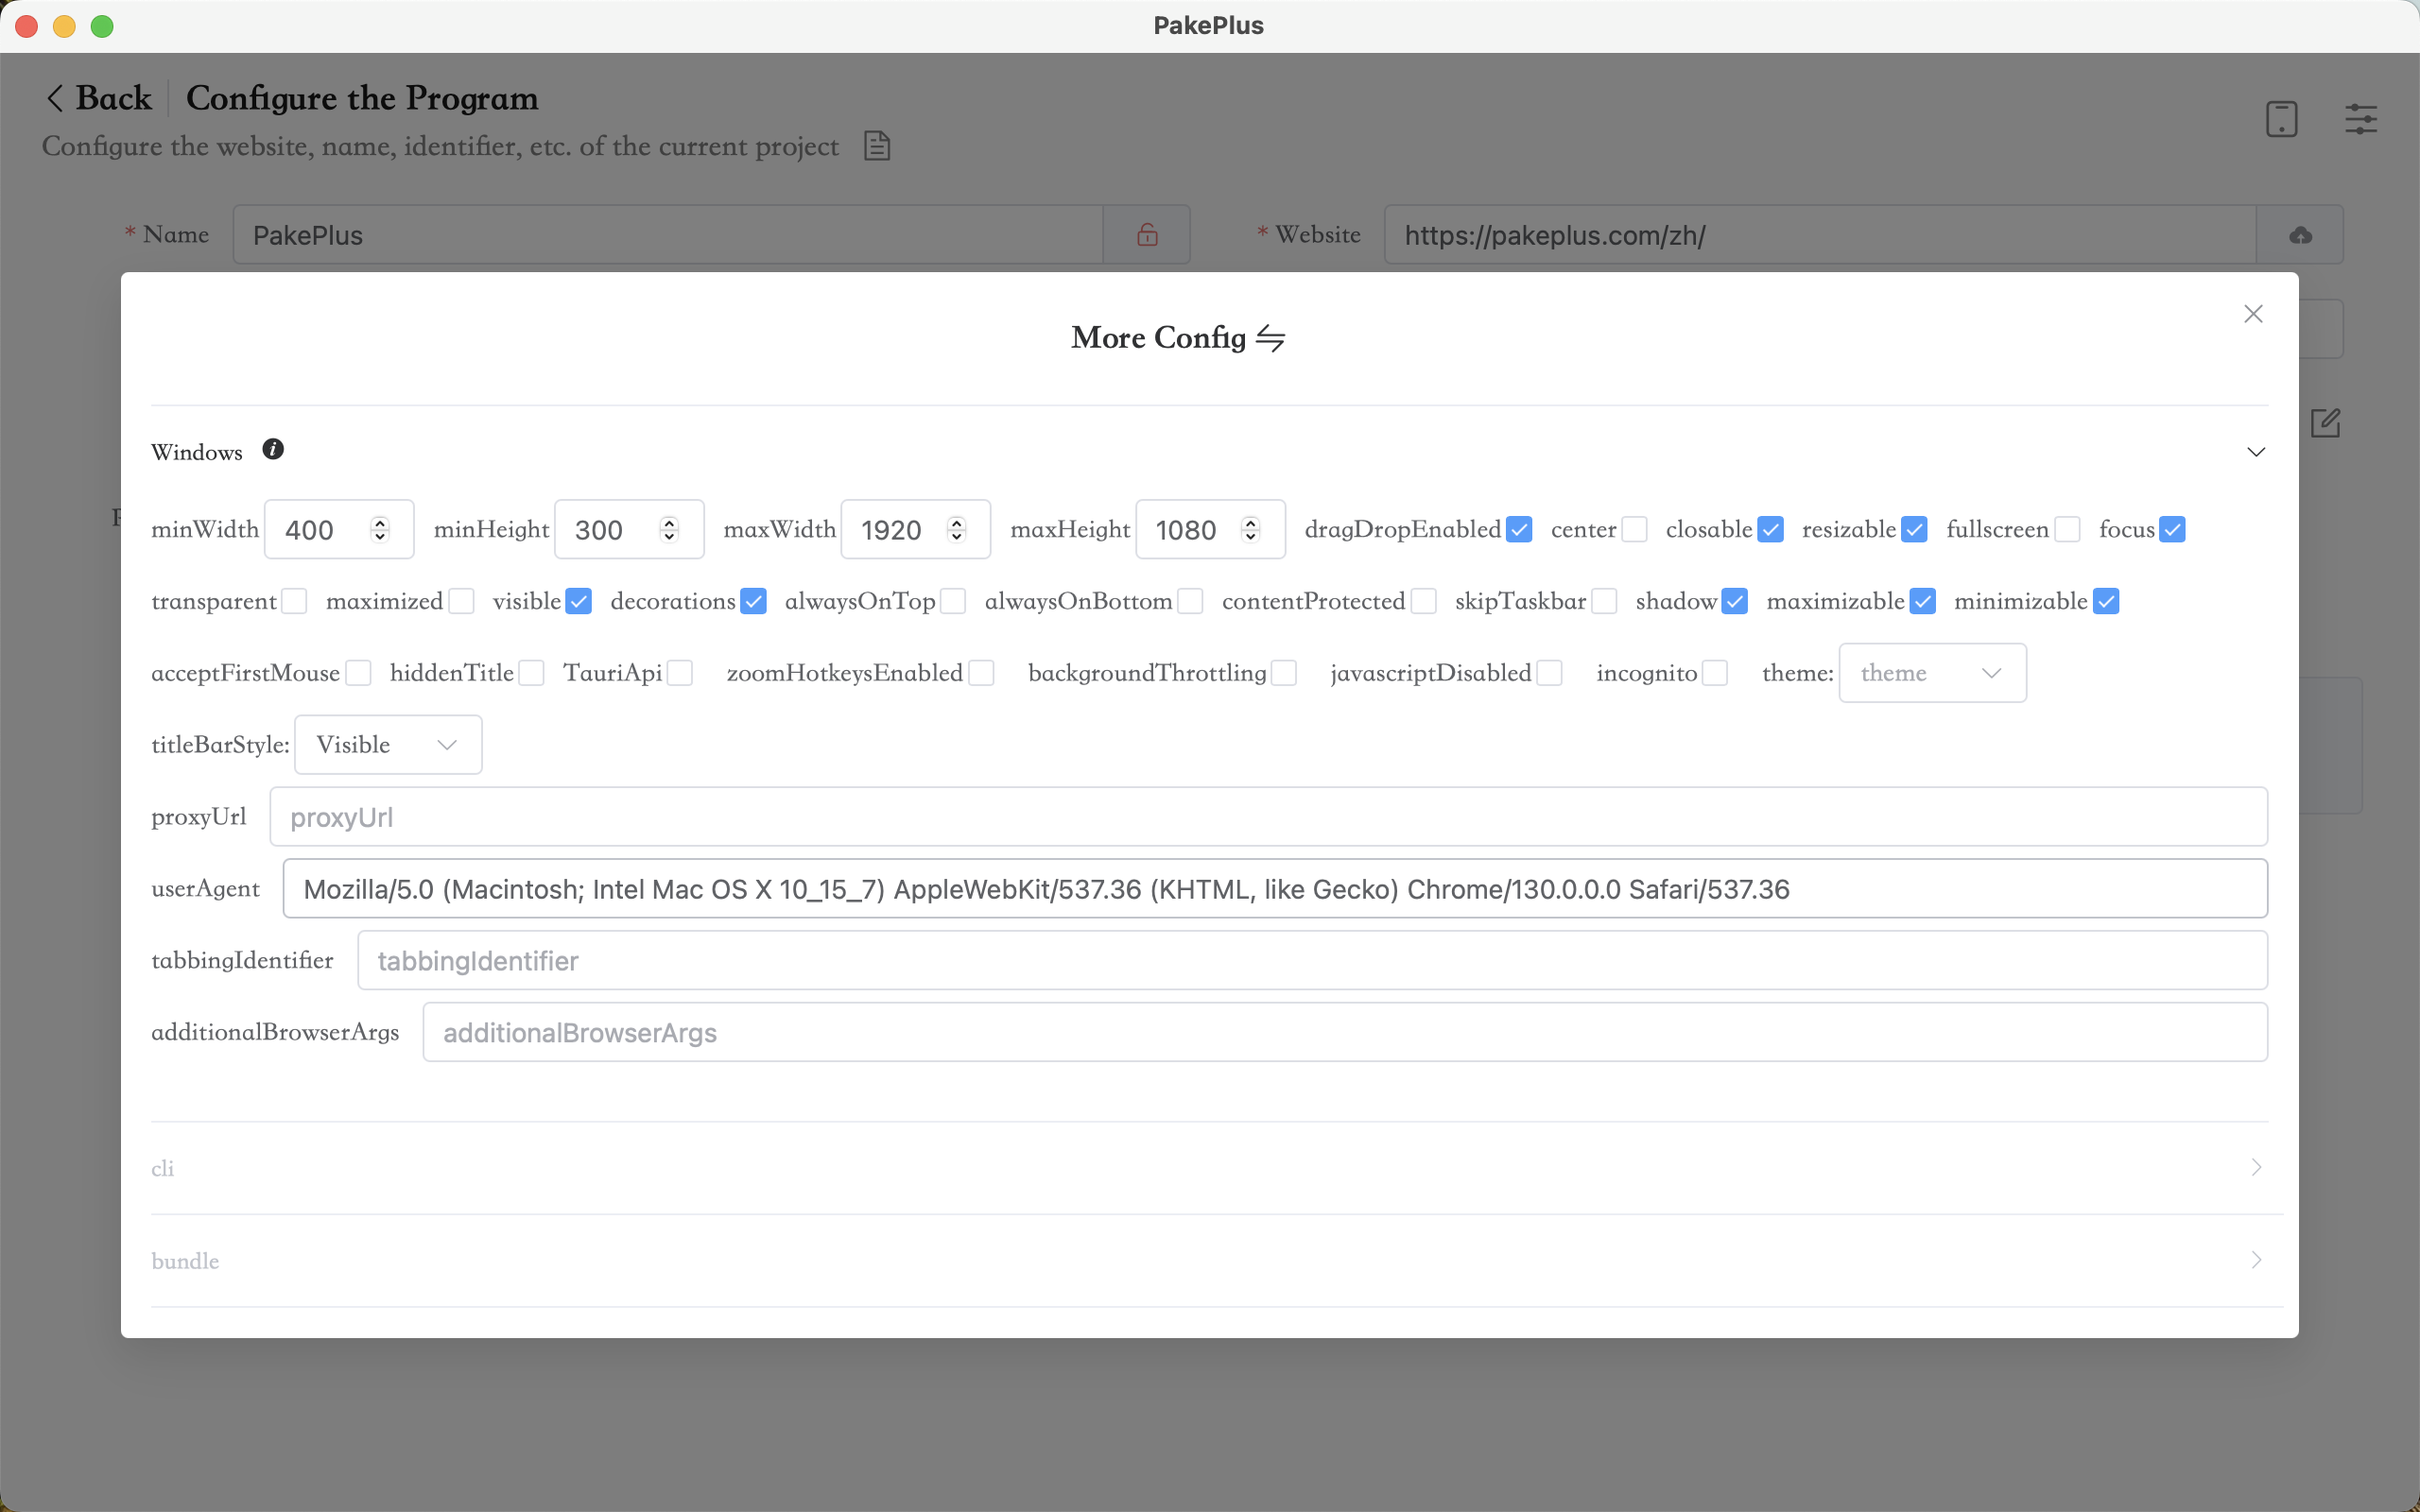 PakePlus
Back Configure the Program
Configure the website, name, identifier, etc. of the current project
* Name PakePlus * Website https://pakeplus.com/zh/
More Config
Windows
minWidth 400 minHeight 300 maxWidth 1920 maxHeight 1080 dragDropEnabled center closable resizable fullscreen focus
transparent maximized visible decorations alwaysOnTop alwaysOnBottom contentProtected skipTaskbar shadow maximizable minimizable
acceptFirstMouse hiddenTitle TauriApi zoomHotkeysEnabled backgroundThrottling javascriptDisabled incognito theme: theme
titleBarStyle: Visible
proxyUrl proxyUrl
userAgent Mozilla/5.0 (Macintosh; Intel Mac OS X 10_15_7) AppleWebKit/537.36 (KHTML, like Gecko) Chrome/130.0.0.0 Safari/537.36
tabbingIdentifier tabbingIdentifier
additionalBrowserArgs additionalBrowserArgs
cli
bundle